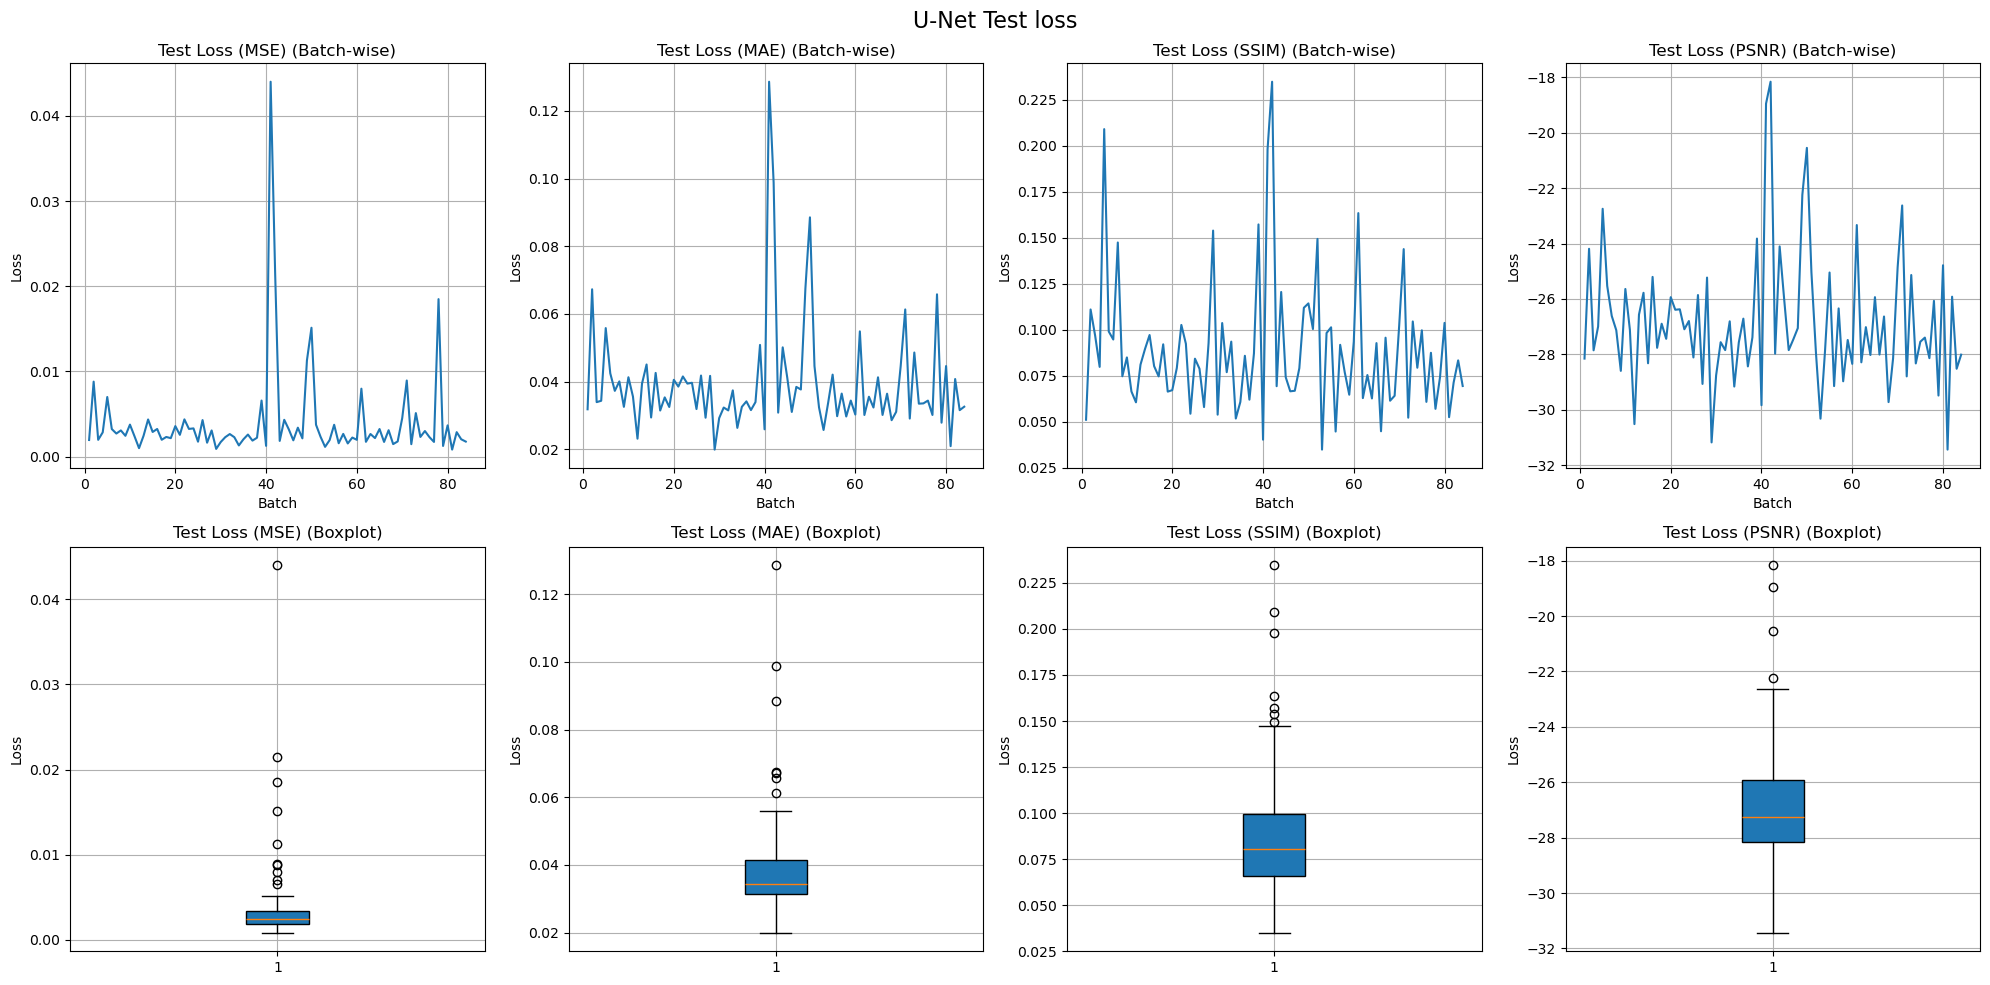 U-Net Test loss
Test Loss (MSE) (Batch-wise)
0.04
0.03
0.02
0.01
0.00
Loss
0 20 40 60 80
Batch
Test Loss (MAE) (Batch-wise)
0.12
0.10
0.08
0.06
0.04
0.02
Loss
0 20 40 60 80
Batch
Test Loss (SSIM) (Batch-wise)
0.225
0.200
0.175
0.150
0.125
0.100
0.075
0.050
0.025
Loss
0 20 40 60 80
Batch
Test Loss (PSNR) (Batch-wise)
−18
−20
−22
−24
−26
−28
−30
−32
Loss
0 20 40 60 80
Batch
Test Loss (MSE) (Boxplot)
0.04
0.03
0.02
0.01
0.00
Loss
1
Test Loss (MAE) (Boxplot)
0.12
0.10
0.08
0.06
0.04
0.02
Loss
1
Test Loss (SSIM) (Boxplot)
0.225
0.200
0.175
0.150
0.125
0.100
0.075
0.050
0.025
Loss
1
Test Loss (PSNR) (Boxplot)
−18
−20
−22
−24
−26
−28
−30
−32
Loss
1